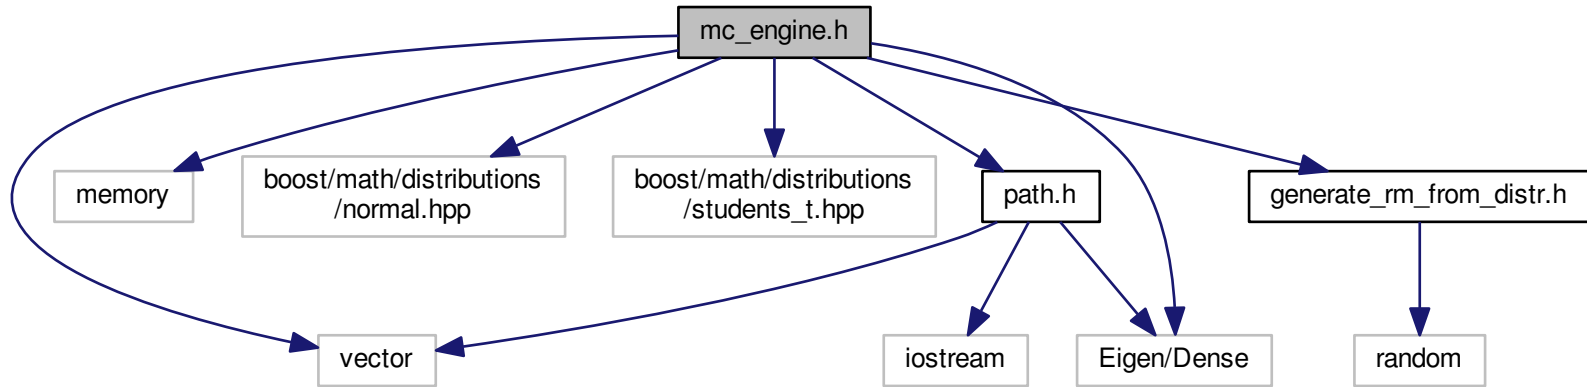 mc_engine.h
memory
boost/math/distributions
/normal.hpp
boost/math/distributions
/students_t.hpp
path.h
generate_rm_from_distr.h
vector
iostream
Eigen/Dense
random